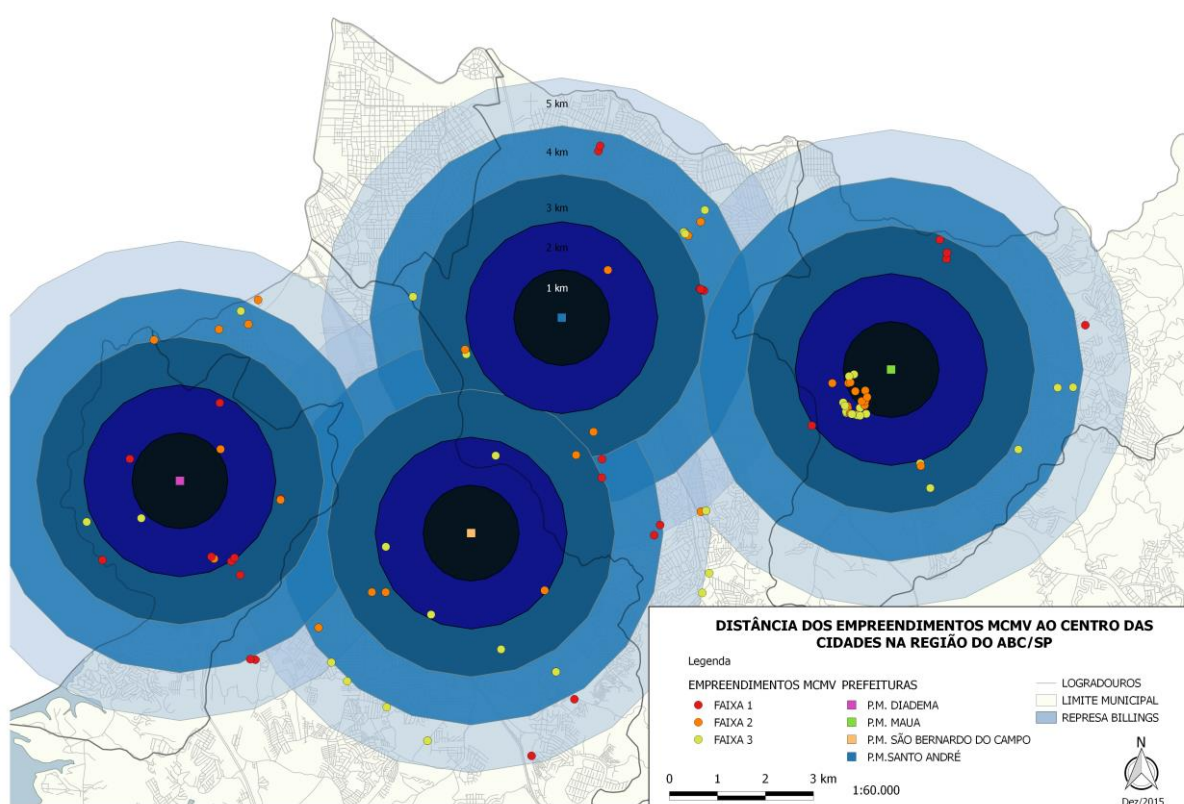 5 km
4 km
3 km
2 km
1 km
DISTÂNCIA DOS EMPREENDIMENTOS MCMV AO CENTRO DAS
CIDADES NA REGIÃO DO ABC/SP
Legenda
EMPREENDIMENTOS MCMV
FAIXA 1
FAIXA 2
FAIXA 3
PREFEITURAS
P.M. DIADEMA
P.M. MAUA
P.M. SÃO BERNARDO DO CAMPO
P.M.SANTO ANDRÉ
LOGRADOUROS
LIMITE MUNICIPAL
REPRESA BILLINGS
0 1 2 3 km
1:60.000
N
Dez/2015